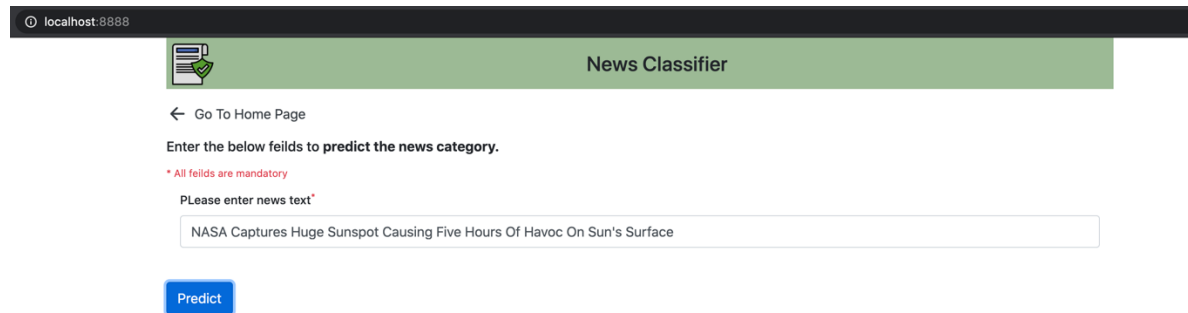 localhost:8888
News Classifier
← Go To Home Page
Enter the below feilds to predict the news category.
* All feilds are mandatory
PLease enter news text*
NASA Captures Huge Sunspot Causing Five Hours Of Havoc On Sun's Surface
Predict